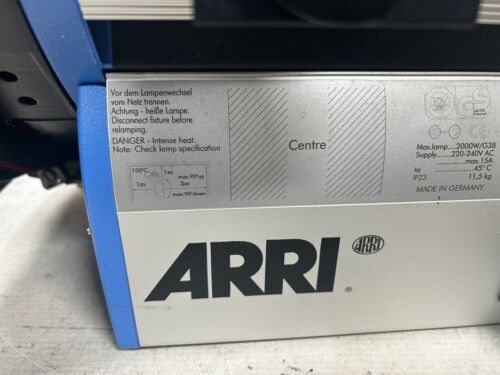 Vor dem Lampenwechsel
vom Netz trennen.
Achtung - heiße Lampe.
Disconnect fixture before
relamping.
DANGER - Intense heat.
Note: Check lamp specification
150°C
1m
1m
max.90°up
3m
max.90°down
Centre
GS
Max.lamp....2000W/G38
Supply......220-240V AC
max.15A
ta ....................45°C
IP23 11,5 kg
MADE IN GERMANY
ARRI ®
ARRI